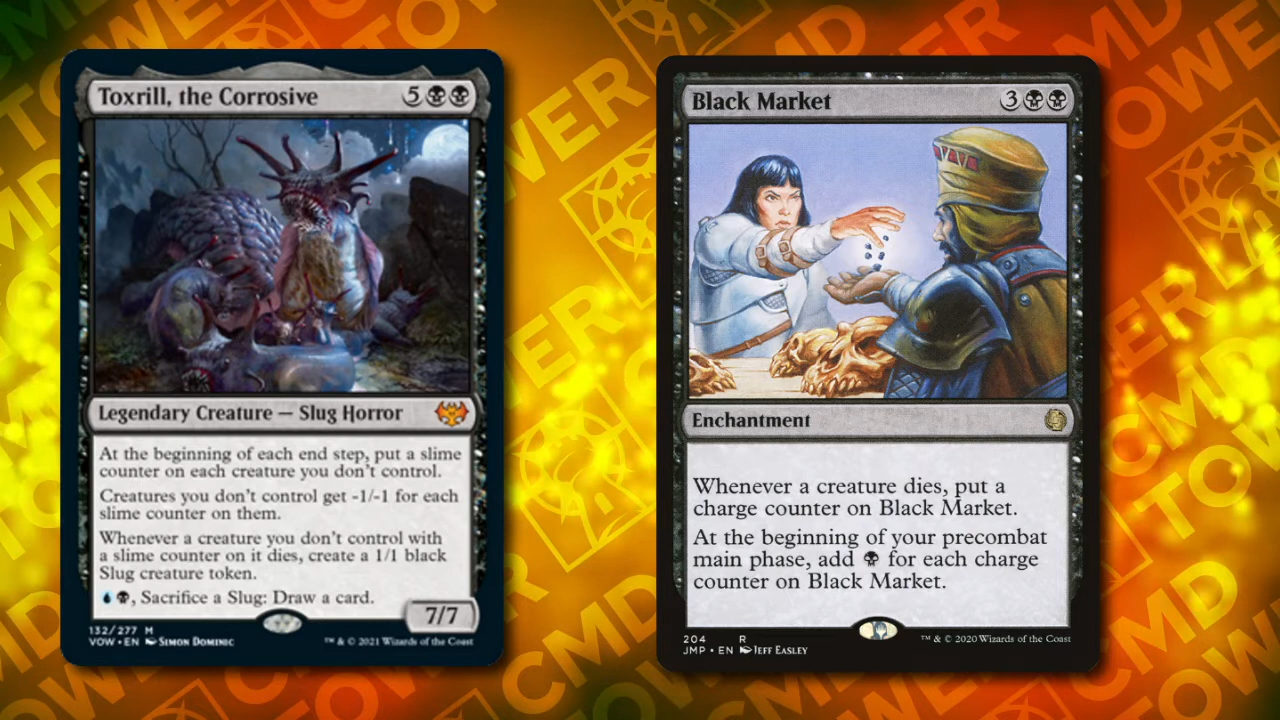 Toxrill, the Corrosive 5
Legendary Creature — Slug Horror
At the beginning of each end step, put a slime
counter on each creature you don't control.
Creatures you don't control get -1/-1 for each
slime counter on them.
Whenever a creature you don't control with
a slime counter on it dies, create a 1/1 black
Slug creature token.
, Sacrifice a Slug: Draw a card.
7/7
132/277 M
VOW • EN SIMON DOMINIC
™ & © 2021 Wizards of the Coast
Black Market 3
Enchantment
Whenever a creature dies, put a
charge counter on Black Market.
At the beginning of your precombat
main phase, add for each charge
counter on Black Market.
204 R
JMP • EN JEFF EASLEY
™ & © 2020 Wizards of the Coast
CMD
TOWER